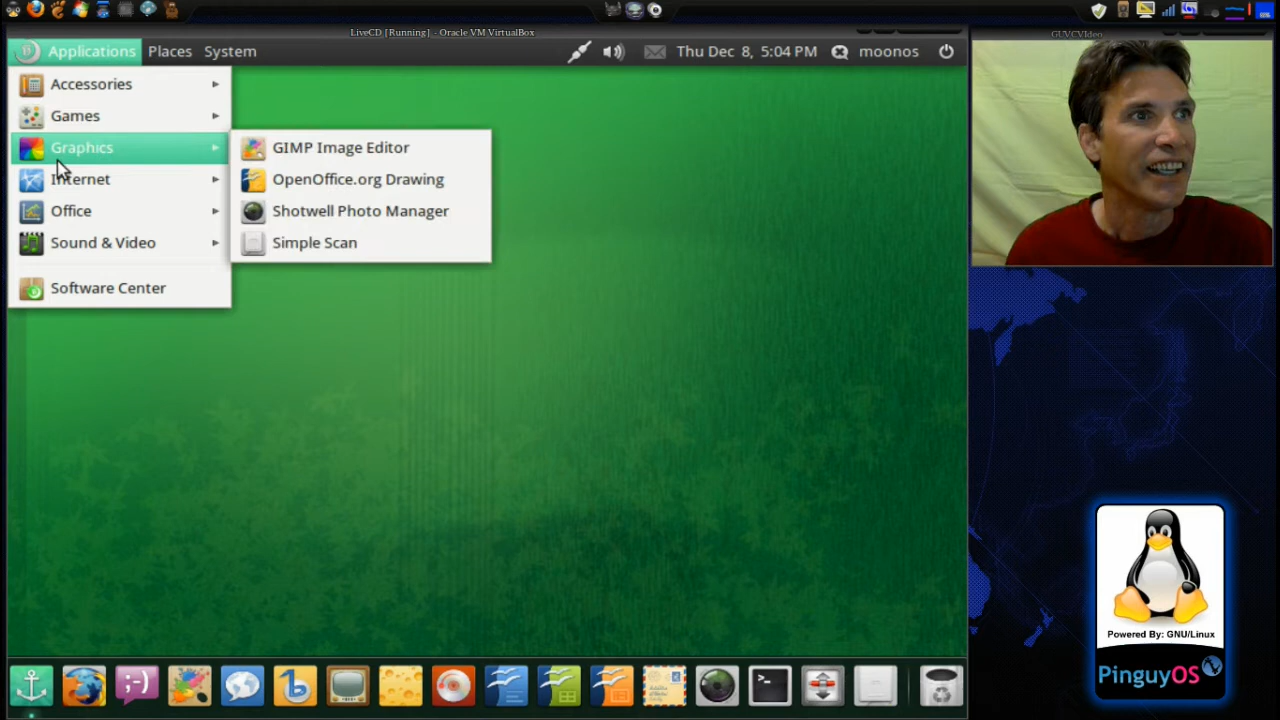 LiveCD [Running] - Oracle VM VirtualBox
GUVCVIdeo
Applications Places System
Thu Dec 8, 5:04 PM moonos
Accessories
Games
Graphics
GIMP Image Editor
Internet
OpenOffice.org Drawing
Office
Shotwell Photo Manager
Sound & Video
Simple Scan
Software Center
Powered By: GNU/Linux
PinguyOS
;-)
b
>_